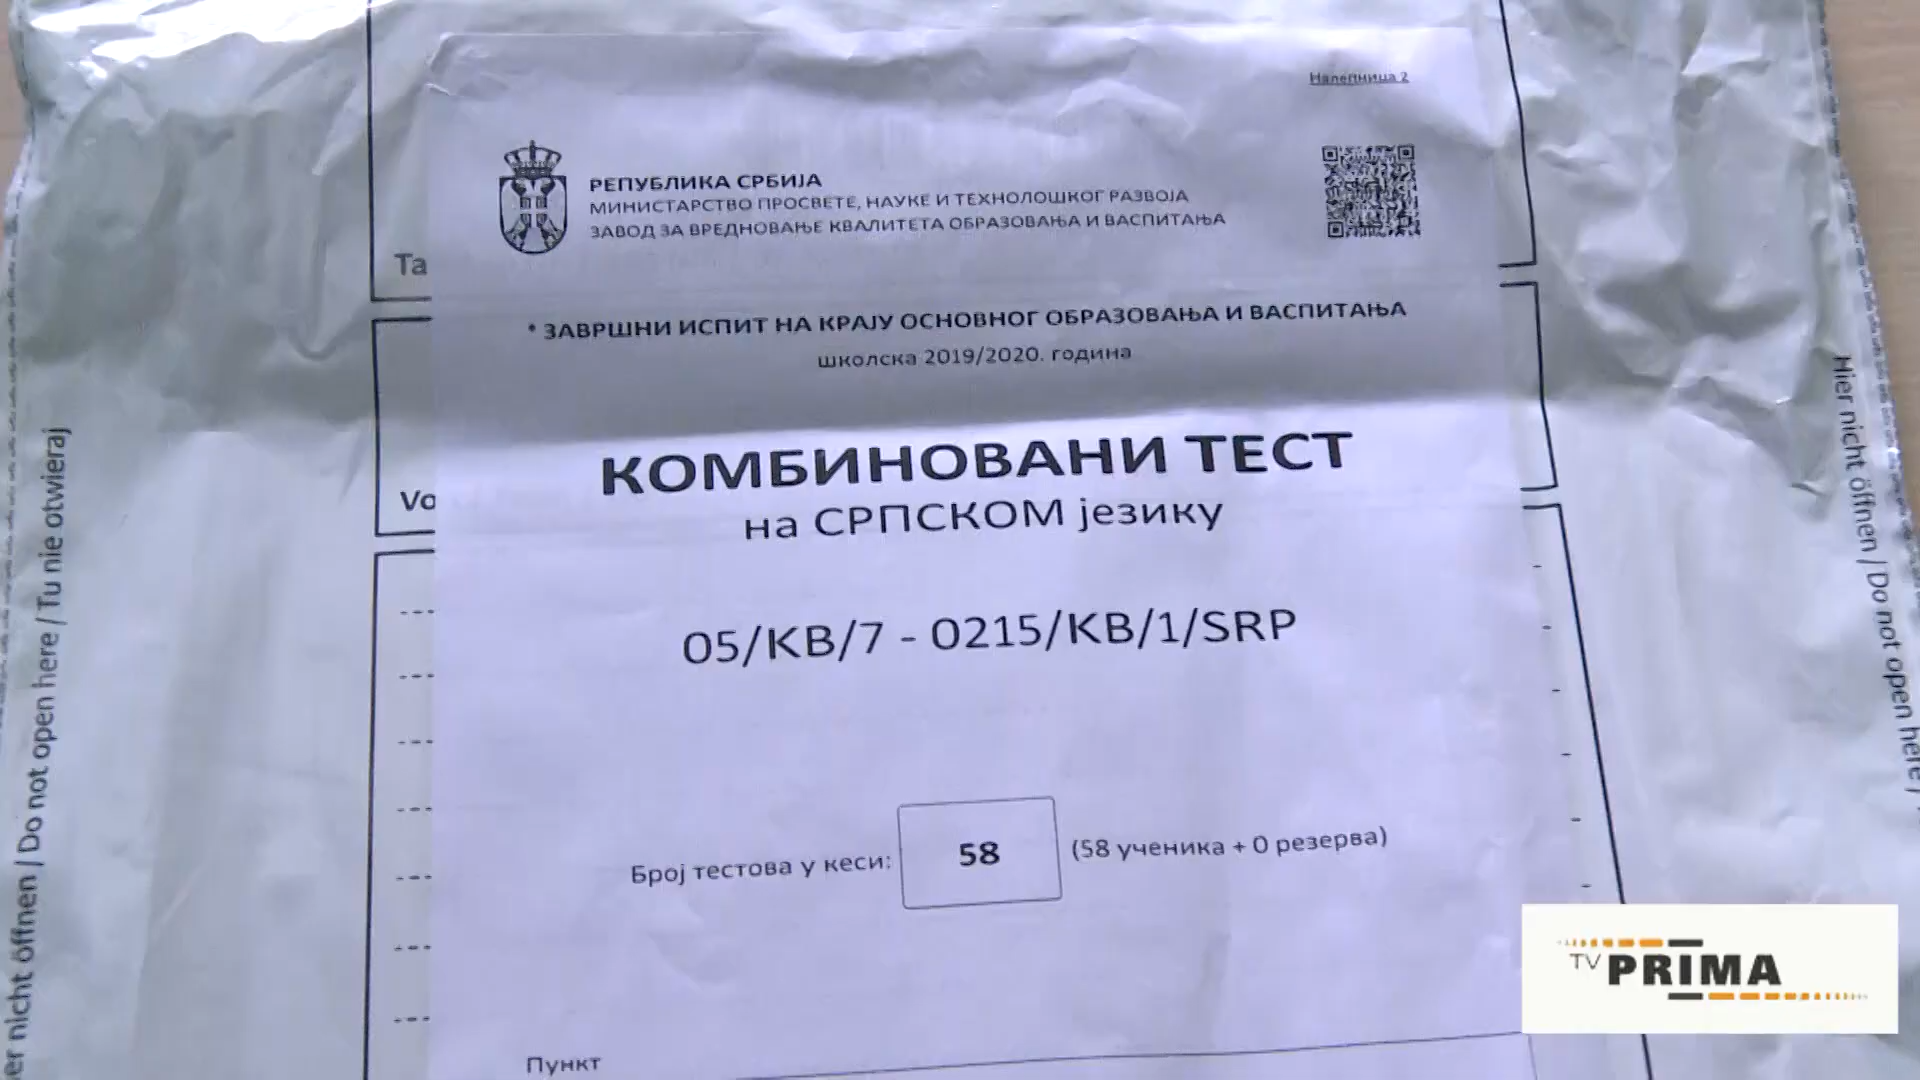 Налепница 2
РЕПУБЛИКА СРБИЈА
МИНИСТАРСТВО ПРОСВЕТЕ, НАУКЕ И ТЕХНОЛОШКОГ РАЗВОЈА
ЗАВОД ЗА ВРЕДНОВАЊЕ КВАЛИТЕТА ОБРАЗОВАЊА И ВАСПИТАЊА
Ta
* ЗАВРШНИ ИСПИТ НА КРАЈУ ОСНОВНОГ ОБРАЗОВАЊА И ВАСПИТАЊА
школска 2019/2020. година
КОМБИНОВАНИ ТЕСТ
на СРПСКОМ језику
Vo
05/KB/7 - 0215/KB/1/SRP
Број тестова у кеси: 58 (58 ученика + 0 резерва)
Пункт
er nicht öffnen / Do not open here / Tu nie otwieraj
Hier nicht öffnen / Do not open here /
TV PRIMA